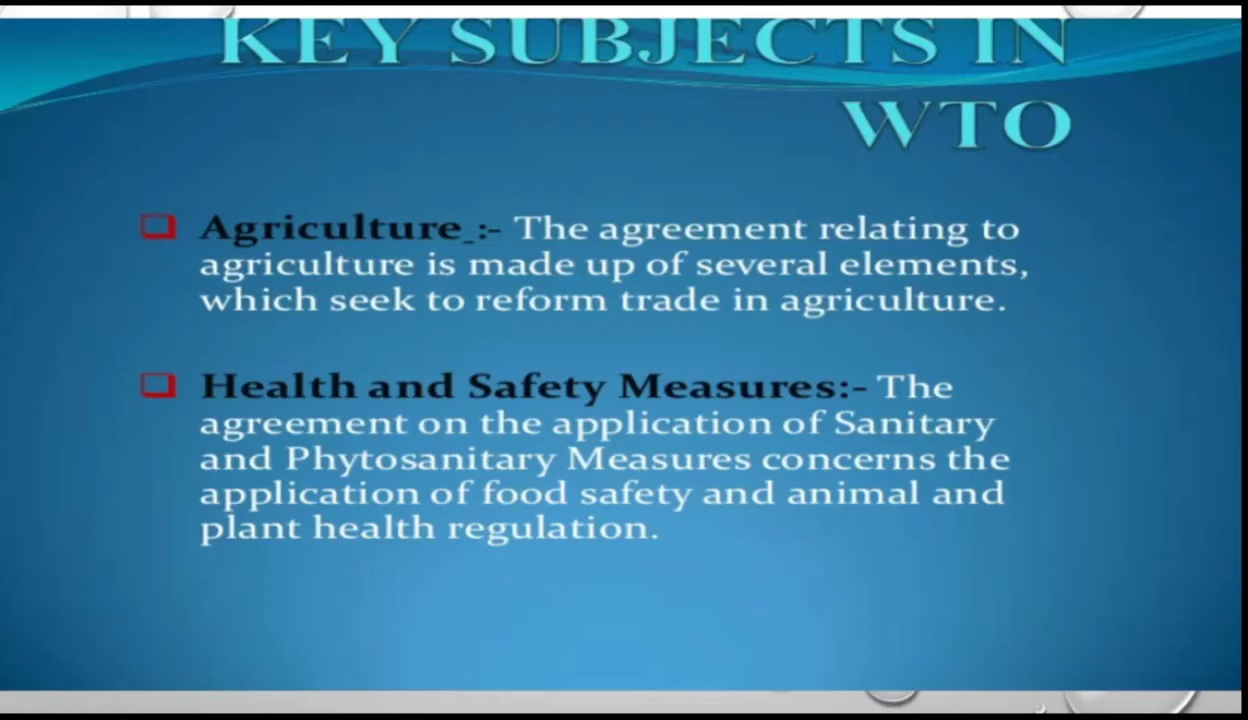 KEY SUBJECTS IN
WTO
Agriculture :- The agreement relating to
agriculture is made up of several elements,
which seek to reform trade in agriculture.
Health and Safety Measures:- The
agreement on the application of Sanitary
and Phytosanitary Measures concerns the
application of food safety and animal and
plant health regulation.